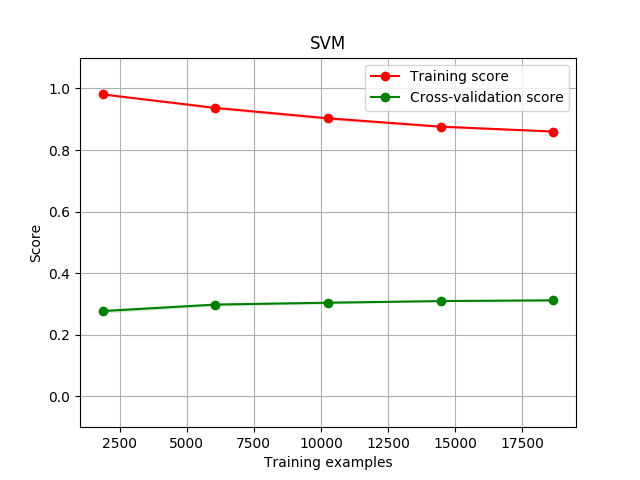 SVM
Training score
Cross-validation score
1.0
0.8
0.6
0.4
0.2
0.0
Score
2500 5000 7500 10000 12500 15000 17500
Training examples